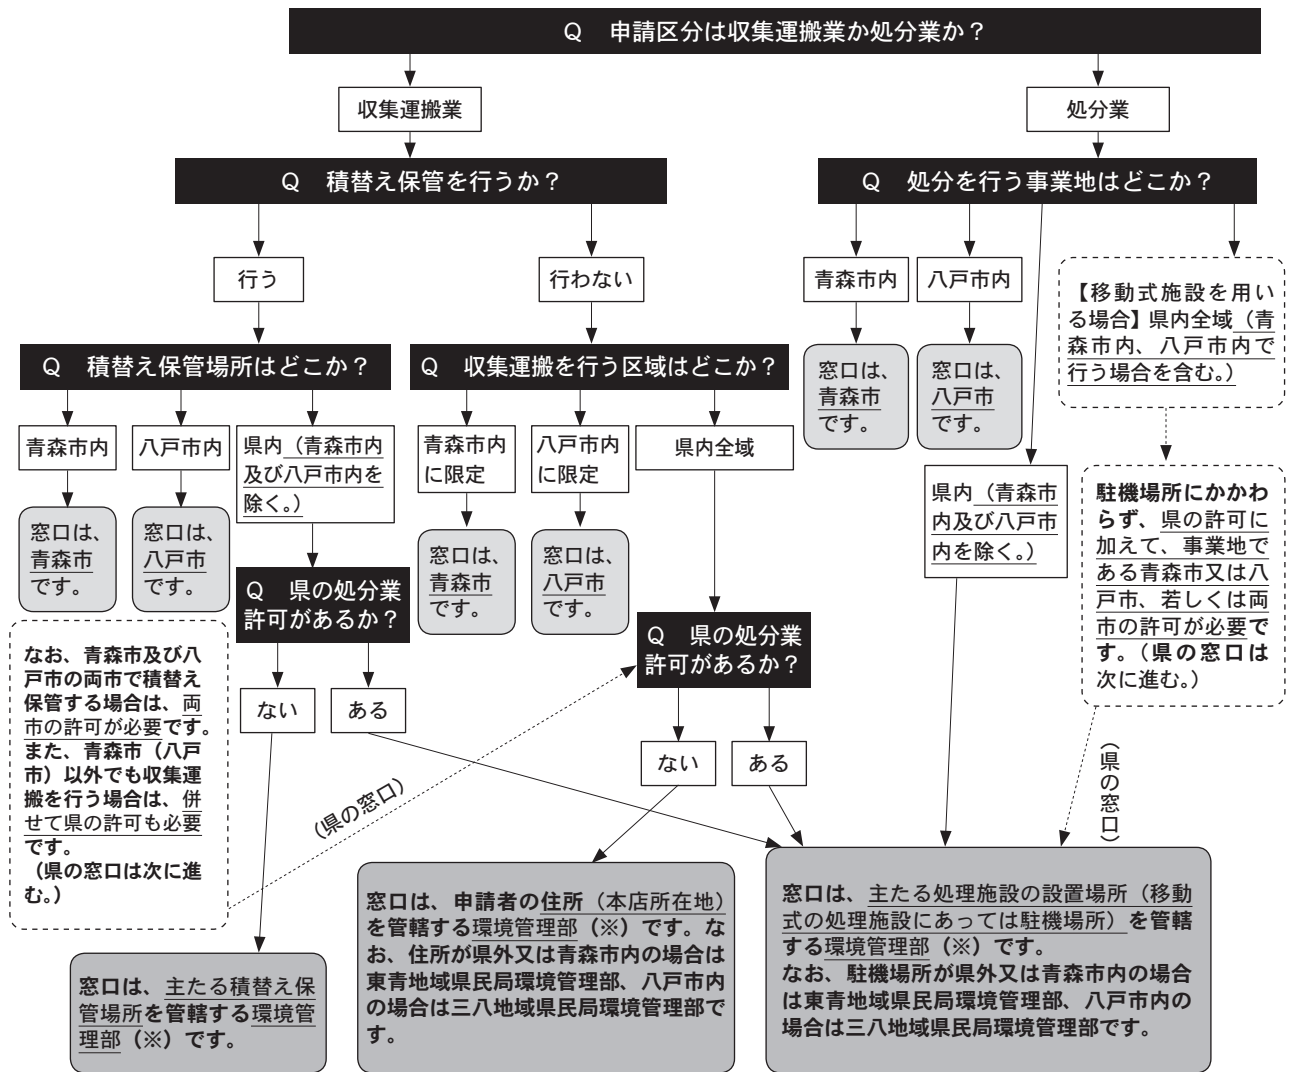 Q　申請区分は収集運搬業か処分業か？
収集運搬業
処分業
Q　積替え保管を行うか？
Q　処分を行う事業地はどこか？
行う
行わない
青森市内
八戸市内
【移動式施設を用い
る場合】県内全域（青
森市内、八戸市内で
行う場合を含む。）
Q　積替え保管場所はどこか？
Q　収集運搬を行う区域はどこか？
窓口は、
青森市
です。
窓口は、
八戸市
です。
青森市内
八戸市内
県内（青森市内
及び八戸市内を
除く。）
青森市内
に限定
八戸市内
に限定
県内全域
県内（青森市
内及び八戸市
内を除く。）
駐機場所にかかわ
らず、県の許可に
加えて、事業地で
ある青森市又は八
戸市、若しくは両
市の許可が必要で
す。（県の窓口は
次に進む。）
窓口は、
青森市
です。
窓口は、
八戸市
です。
窓口は、
青森市
です。
窓口は、
八戸市
です。
Q　県の処分業
許可があるか？
Q　県の処分業
許可があるか？
なお、青森市及び八
戸市の両市で積替え
保管する場合は、両
市の許可が必要です。
また、青森市（八戸
市）以外でも収集運
搬を行う場合は、併
せて県の許可も必要
です。
（県の窓口は次に進
む。）
ない
ある
ない
ある
（県の窓口）
（県の窓口）
窓口は、主たる積替え保
管場所を管轄する環境管
理部（※）です。
窓口は、申請者の住所（本店所在地）
を管轄する環境管理部（※）です。な
お、住所が県外又は青森市内の場合は
東青地域県民局環境管理部、八戸市内
の場合は三八地域県民局環境管理部で
す。
窓口は、主たる処理施設の設置場所（移動
式の処理施設にあっては駐機場所）を管轄
する環境管理部（※）です。
なお、駐機場所が県外又は青森市内の場合
は東青地域県民局環境管理部、八戸市内の
場合は三八地域県民局環境管理部です。